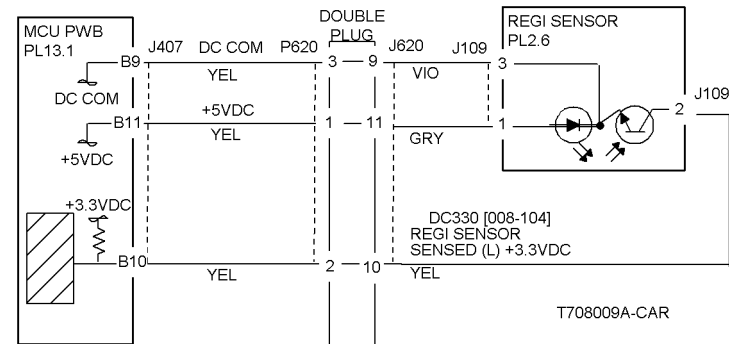 DOUBLE
PLUG
MCU PWB
PL13.1
REGI SENSOR
PL2.6
B9 J407 DC COM P620 J620 J109
3 9 3
YEL VIO
DC COM
J109
2
+5VDC
B11 1 11 1
YEL GRY
+5VDC
+3.3VDC
DC330 [008-104]
REGI SENSOR
SENSED (L) +3.3VDC
B10 2 10
YEL YEL
T708009A-CAR